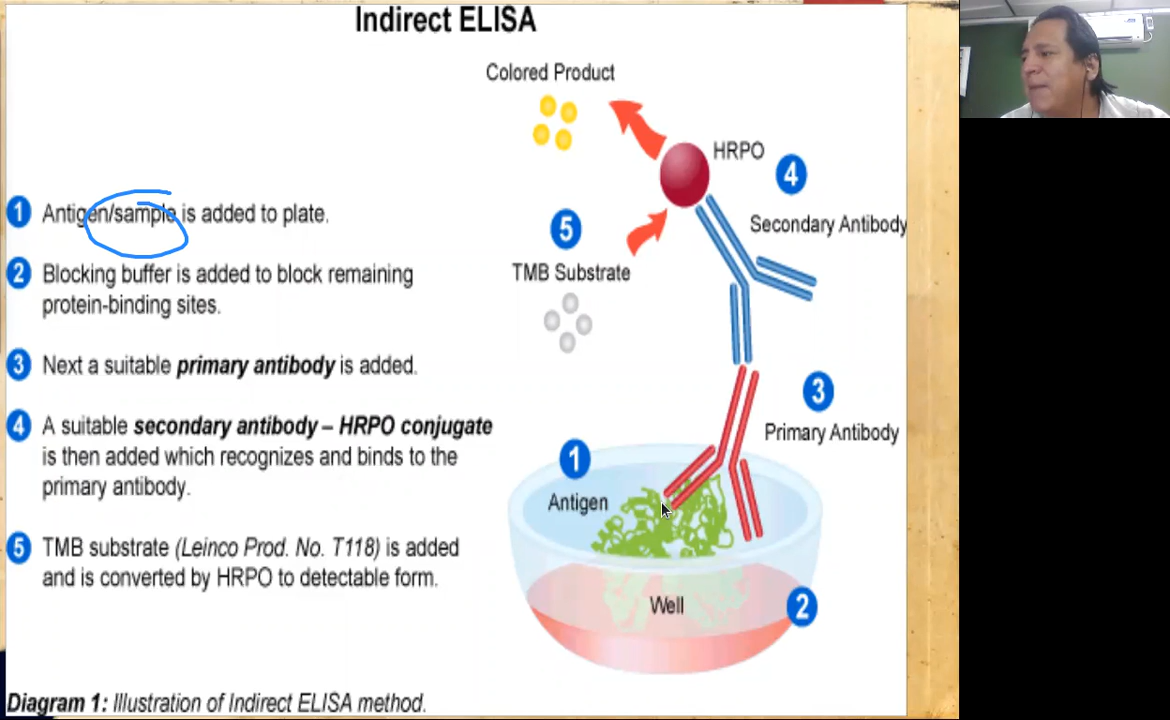 Indirect ELISA
Colored Product
HRPO
4
Secondary Antibody
5
TMB Substrate
1 Antigen/sample is added to plate.
2 Blocking buffer is added to block remaining
protein-binding sites.
3 Next a suitable primary antibody is added.
4 A suitable secondary antibody – HRPO conjugate
is then added which recognizes and binds to the
primary antibody.
5 TMB substrate (Leinco Prod. No. T118) is added
and is converted by HRPO to detectable form.
3
Primary Antibody
1
Antigen
Well
2
Diagram 1: Illustration of Indirect ELISA method.